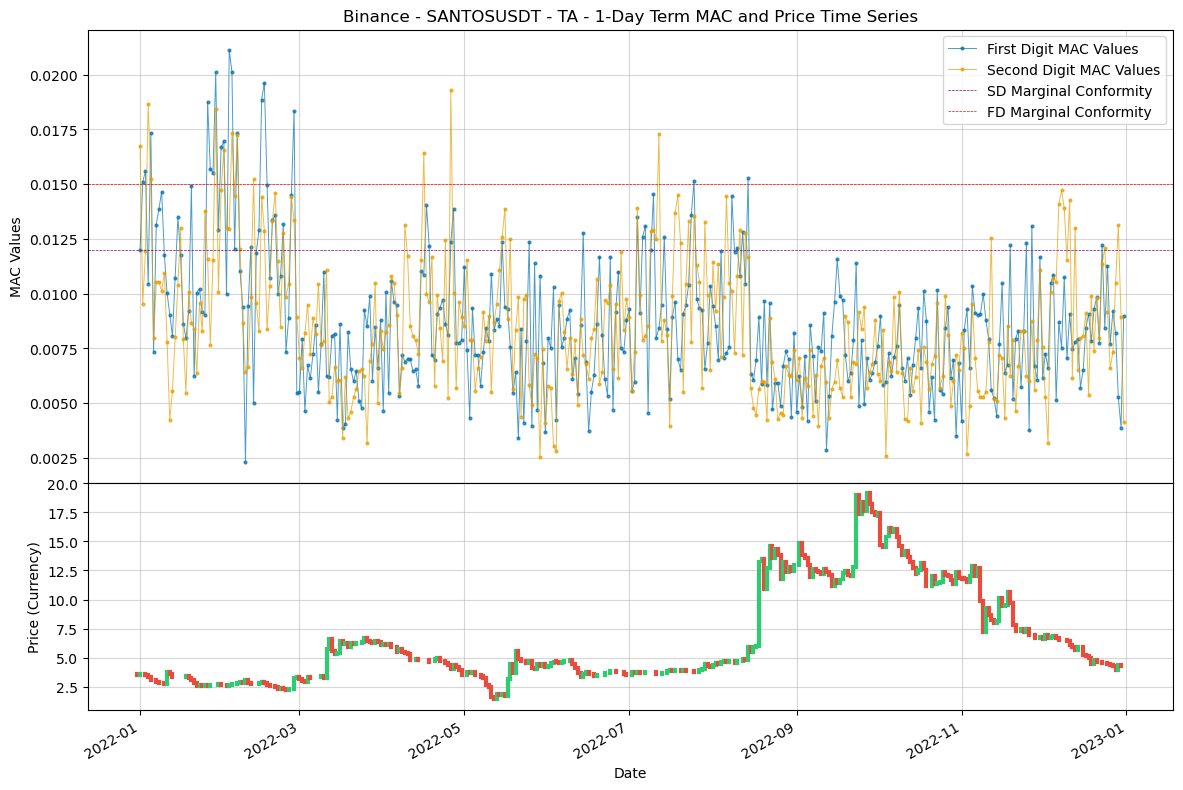 Binance - SANTOSUSDT - TA - 1-Day Term MAC and Price Time Series
First Digit MAC Values
Second Digit MAC Values
SD Marginal Conformity
FD Marginal Conformity
MAC Values
0.0200
0.0175
0.0150
0.0125
0.0100
0.0075
0.0050
0.0025
Price (Currency)
20.0
17.5
15.0
12.5
10.0
7.5
5.0
2.5
2022-01
2022-03
2022-05
2022-07
2022-09
2022-11
2023-01
Date